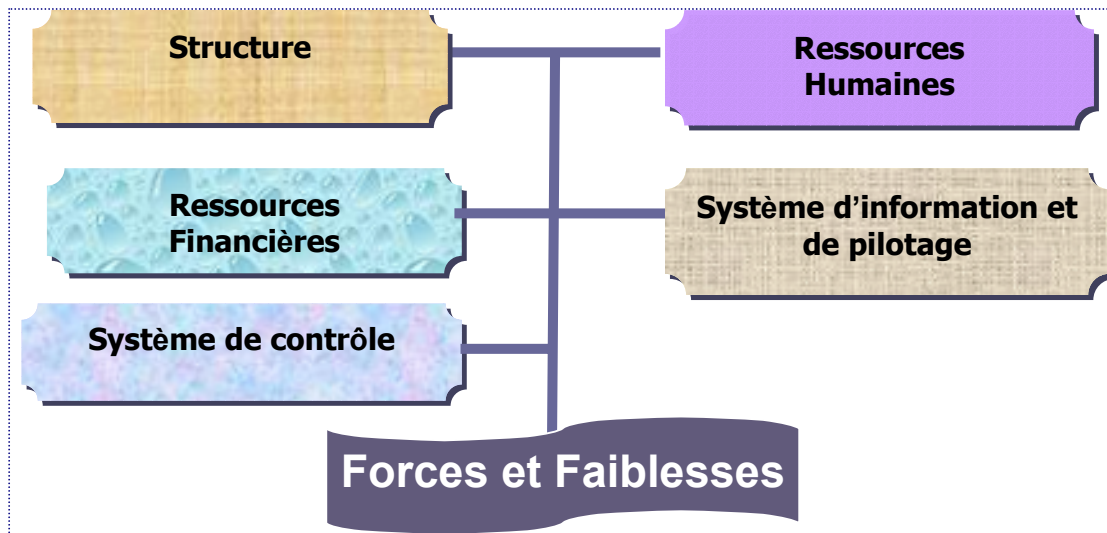 Structure
Ressources
Humaines
Ressources
Financières
Système d’information et
de pilotage
Système de contrôle
Forces et Faiblesses